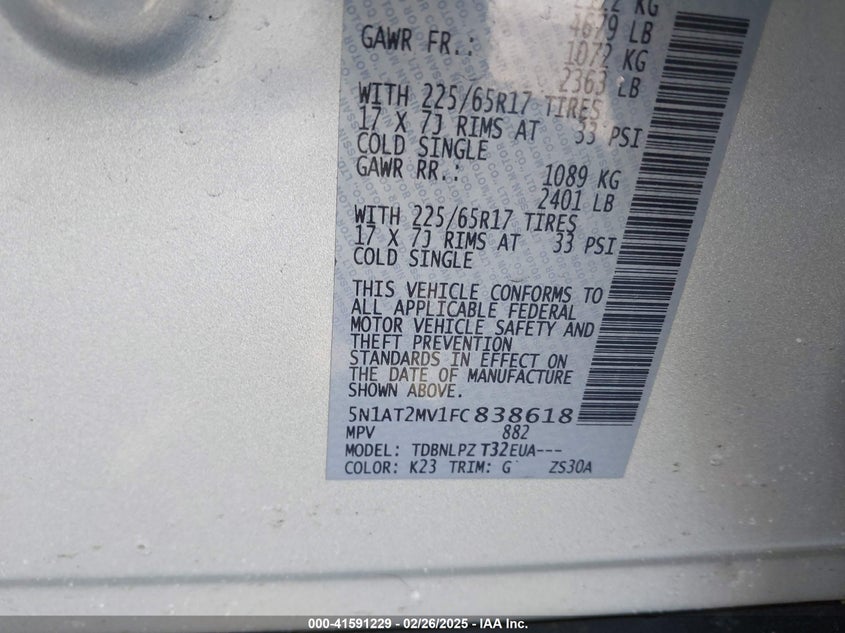 KG
4679 LB
GAWR FR.: 1072 KG
2363 LB
WITH 225/65R17 TIRES
17 X 7J RIMS AT 33 PSI
COLD SINGLE
GAWR RR.: 1089 KG
2401 LB
WITH 225/65R17 TIRES
17 X 7J RIMS AT 33 PSI
COLD SINGLE
THIS VEHICLE CONFORMS TO
ALL APPLICABLE FEDERAL
MOTOR VEHICLE SAFETY AND
THEFT PREVENTION
STANDARDS IN EFFECT ON
THE DATE OF MANUFACTURE
SHOWN ABOVE.
5N1AT2MV1FC838618
MPV 882
MODEL: TDBNLPZ T32EUA---
COLOR: K23 TRIM: G ZS30A
000-41591229 - 02/26/2025 - IAA Inc.